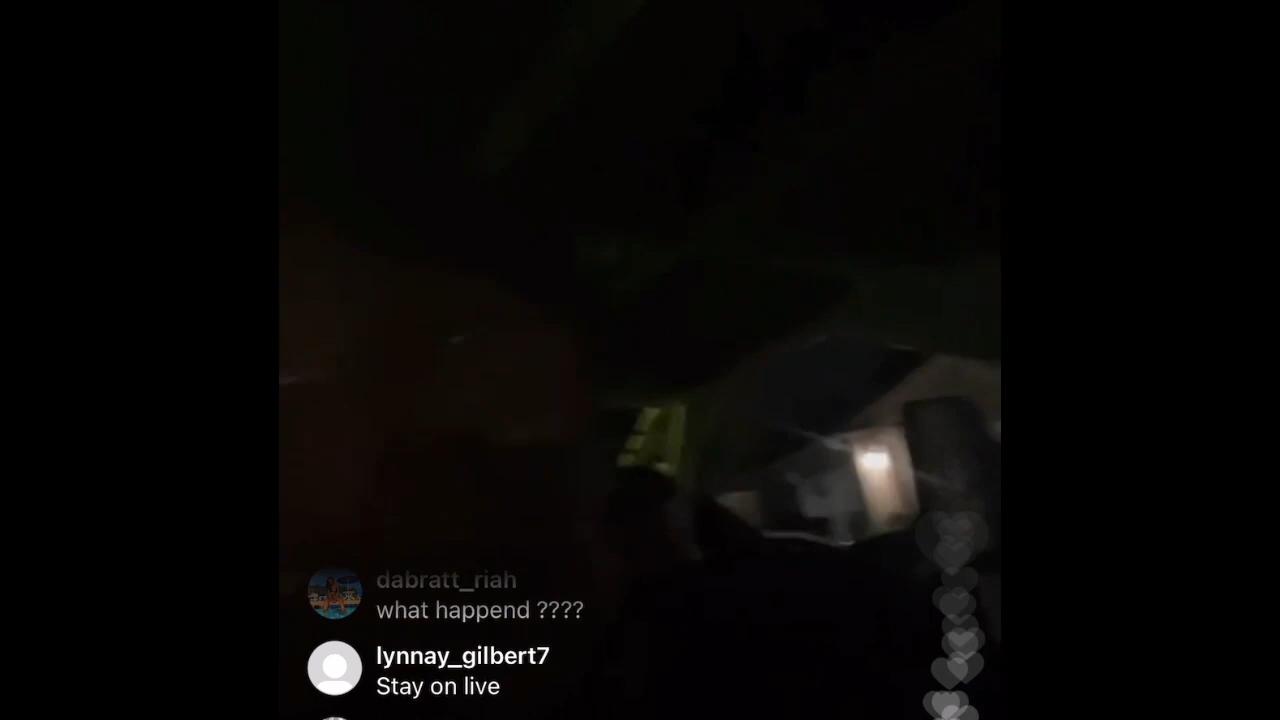 dabratt_riah
what happend ????
lynnay_gilbert7
Stay on live